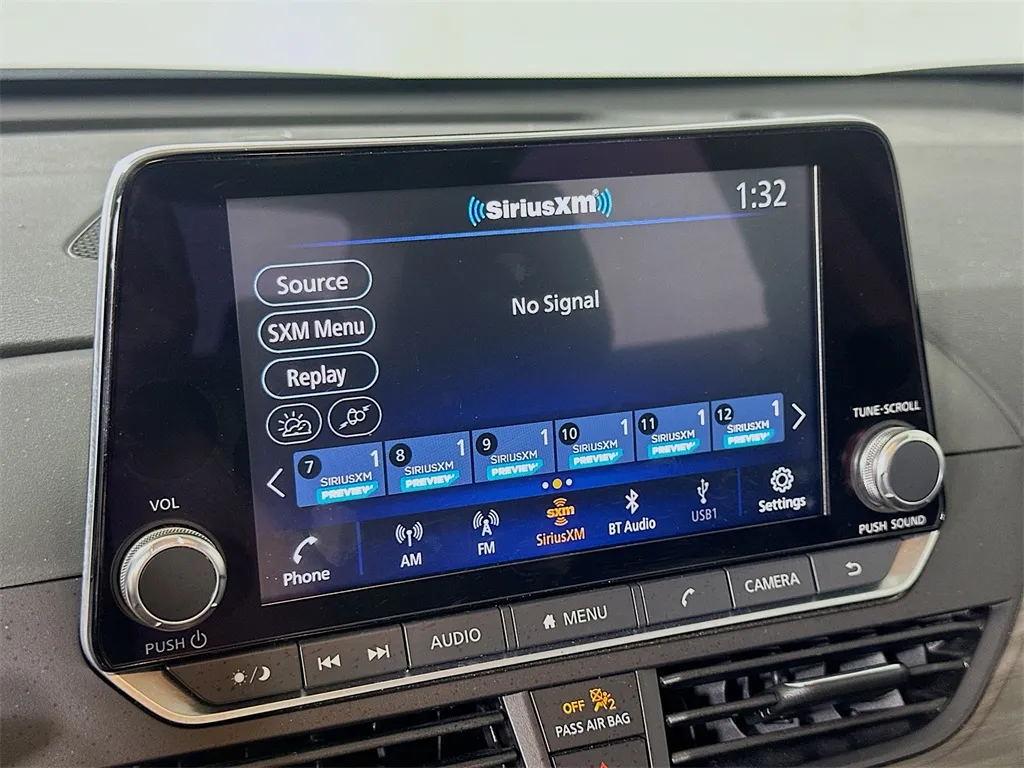 SiriusXm®
1:32
Source
No Signal
SXM Menu
Replay
7 1 SIRIUSXM PREVIEW
8 1 SIRIUSXM PREVIEW
9 1 SIRIUSXM PREVIEW
10 1 SIRIUSXM PREVIEW
11 1 SIRIUSXM PREVIEW
12 1 SIRIUSXM PREVIEW
Phone
AM
FM
sxm
SiriusXM
BT Audio
USB1
Settings
VOL
PUSH
TUNE·SCROLL
PUSH SOUND
AUDIO
MENU
CAMERA
OFF 2
PASS AIR BAG